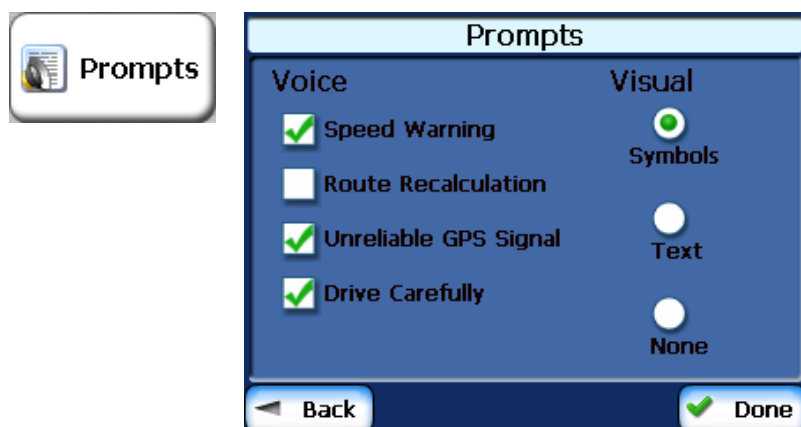 Prompts
Prompts
Voice
Speed Warning
Route Recalculation
Unreliable GPS Signal
Drive Carefully
Visual
Symbols
Text
None
Back
Done